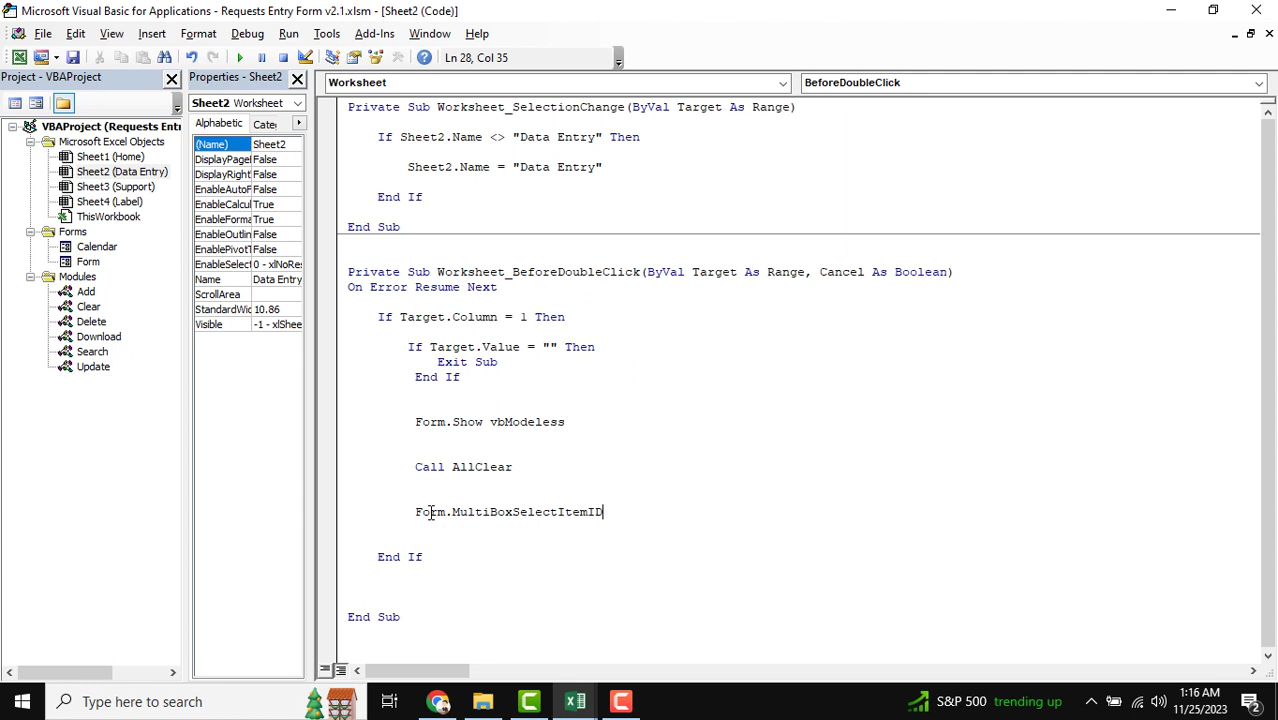 Microsoft Visual Basic for Applications - Requests Entry Form v2.1.xlsm - [Sheet2 (Code)]
File Edit View Insert Format Debug Run Tools Add-Ins Window Help
Ln 28, Col 35
Project - VBAProject
VBAProject (Requests Entr
Microsoft Excel Objects
Sheet1 (Home)
Sheet2 (Data Entry)
Sheet3 (Support)
Sheet4 (Label)
ThisWorkbook
Forms
Calendar
Form
Modules
Add
Clear
Delete
Download
Search
Update
Properties - Sheet2
Sheet2 Worksheet
Alphabetic Cate
(Name) Sheet2
DisplayPage False
DisplayRight False
EnableAutoF False
EnableCalcul True
EnableForma True
EnableOutlin False
EnablePivotT False
EnableSelect 0 - xlNoRes
Name Data Entry
ScrollArea
StandardWid 10.86
Visible -1 - xlShee
Worksheet BeforeDoubleClick
Private Sub Worksheet_SelectionChange(ByVal Target As Range)
If Sheet2.Name <> "Data Entry" Then
Sheet2.Name = "Data Entry"
End If
End Sub
Private Sub Worksheet_BeforeDoubleClick(ByVal Target As Range, Cancel As Boolean)
On Error Resume Next
If Target.Column = 1 Then
If Target.Value = "" Then
Exit Sub
End If
Form.Show vbModeless
Call AllClear
Form.MultiBoxSelectItemID
End If
End Sub
Type here to search
S&P 500 trending up
1:16 AM
11/25/2023
2